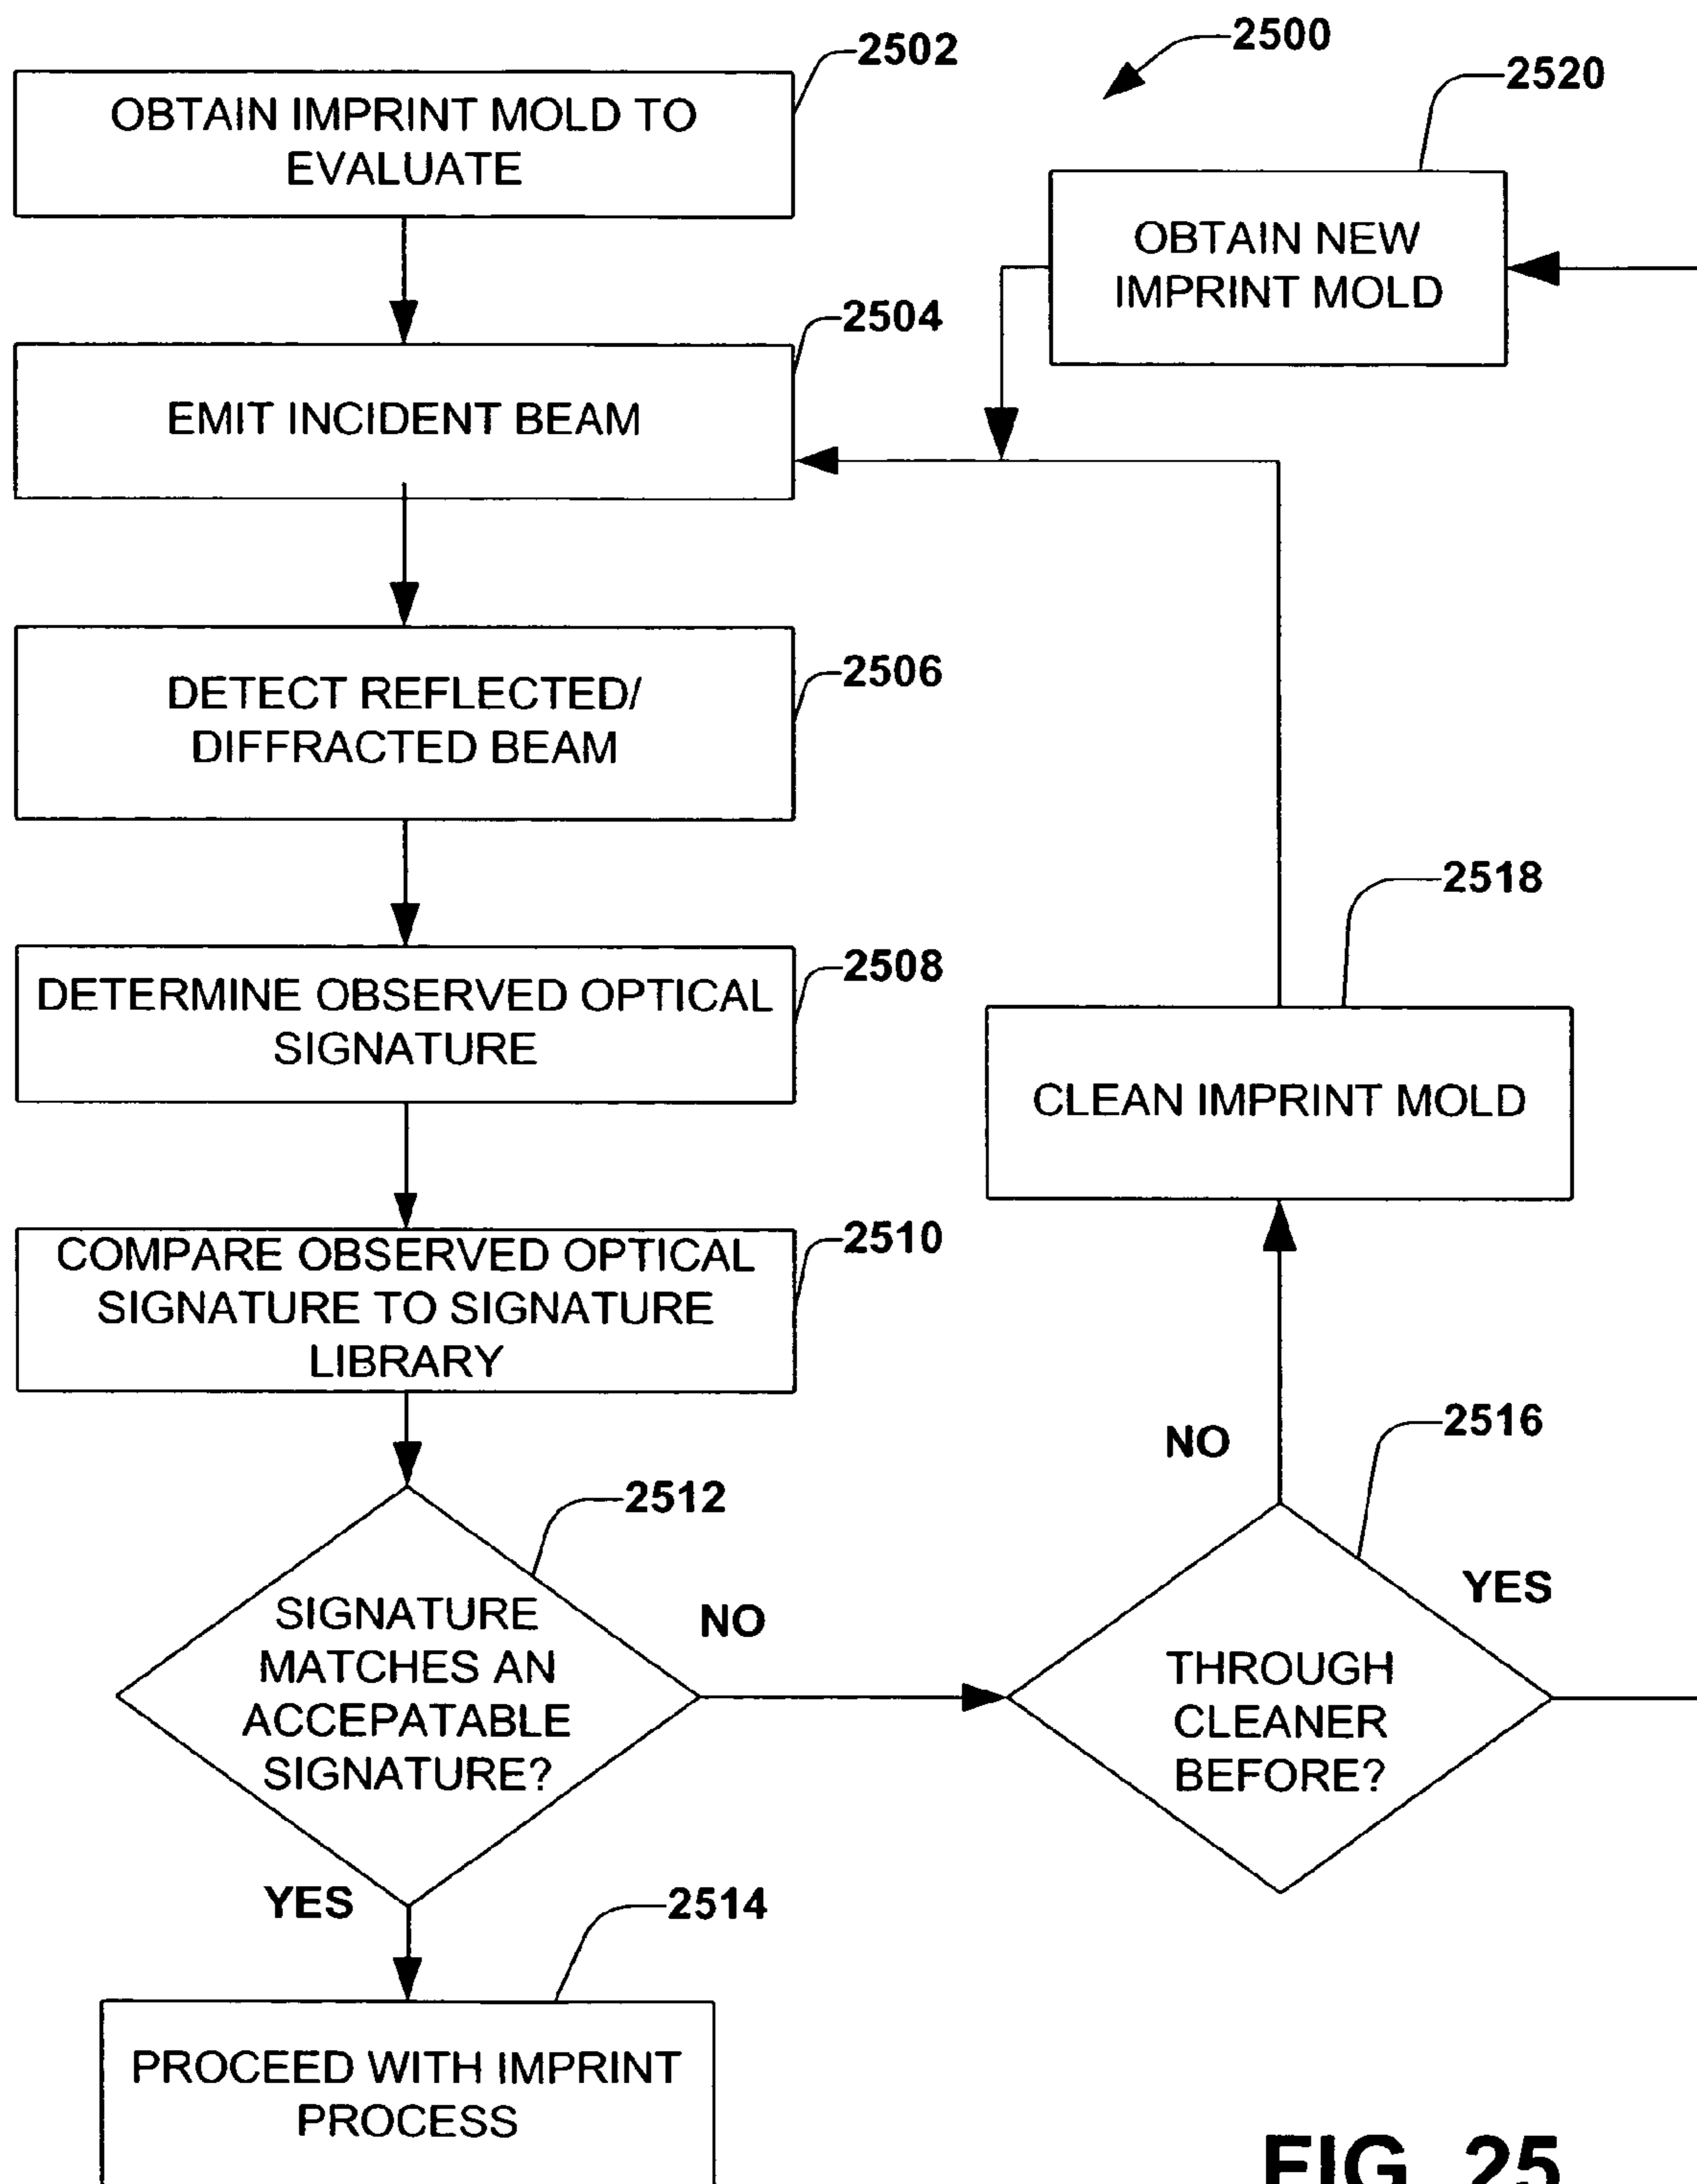 2500
2502
OBTAIN IMPRINT MOLD TO
EVALUATE
2520
OBTAIN NEW
IMPRINT MOLD
2504
EMIT INCIDENT BEAM
2506
DETECT REFLECTED/
DIFFRACTED BEAM
2518
CLEAN IMPRINT MOLD
2508
DETERMINE OBSERVED OPTICAL
SIGNATURE
2510
COMPARE OBSERVED OPTICAL
SIGNATURE TO SIGNATURE
LIBRARY
2512
SIGNATURE
MATCHES AN
ACCEPATABLE
SIGNATURE?
NO
2516
NO
YES
THROUGH
CLEANER
BEFORE?
YES
2514
PROCEED WITH IMPRINT
PROCESS
FIG. 25